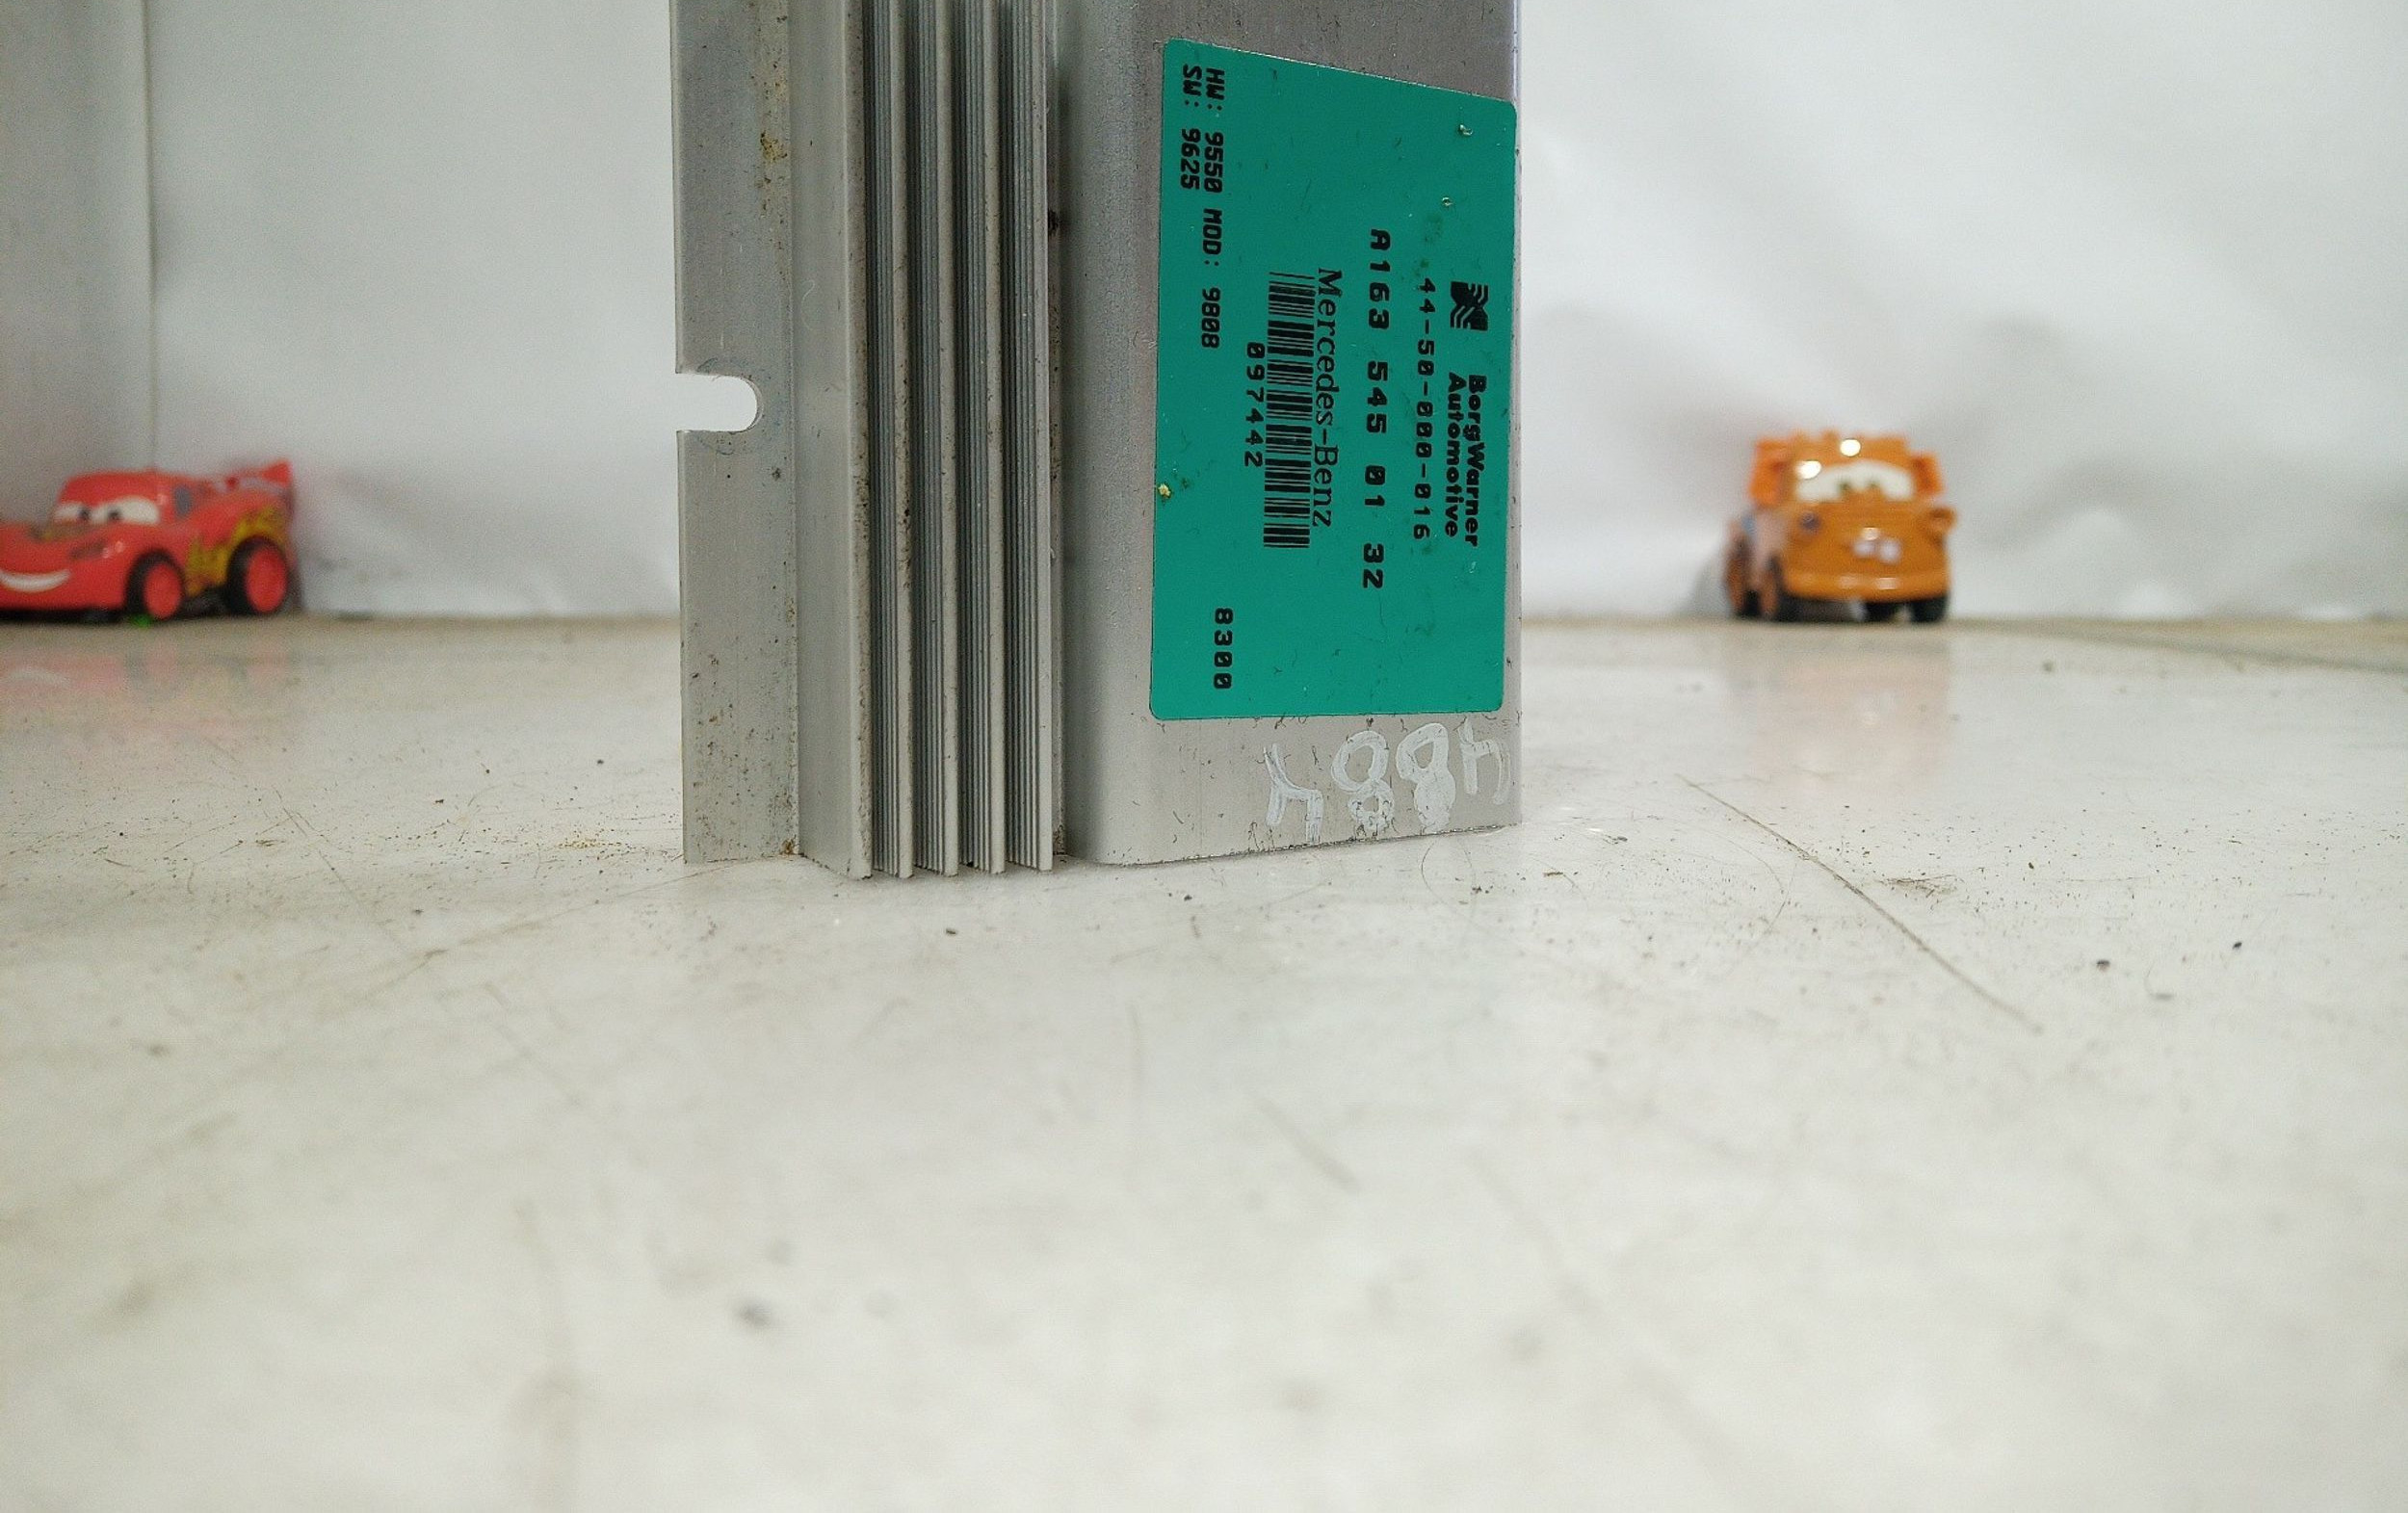 BorgWarner
Automotive
44-50-000-016
A163 545 01 32
Mercedes-Benz
097442
8300
HW: 9550 MOD: 9808
SW: 9625